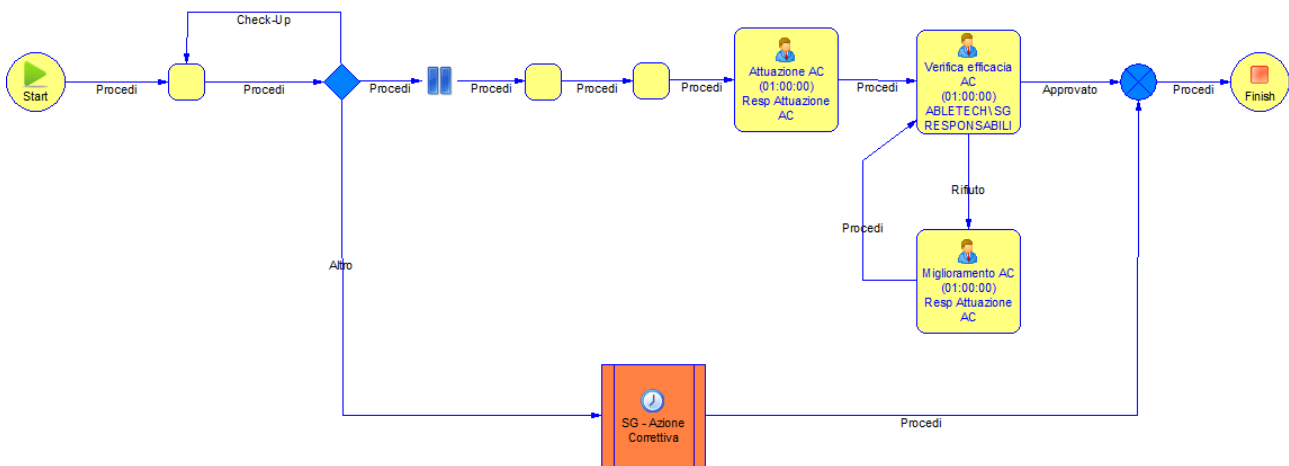 Check-Up
Start
Procedi
Procedi
Procedi
Procedi
Procedi
Procedi
Attuazione AC
(01:00:00)
Resp Attuazione
AC
Procedi
Verifica efficacia
AC
(01:00:00)
ABLETECH\SG
RESPONSABILI
Approvato
Procedi
Finish
Rifiuto
Procedi
Miglioramento AC
(01:00:00)
Resp Attuazione
AC
Altro
SG - Azione
Correttiva
Procedi